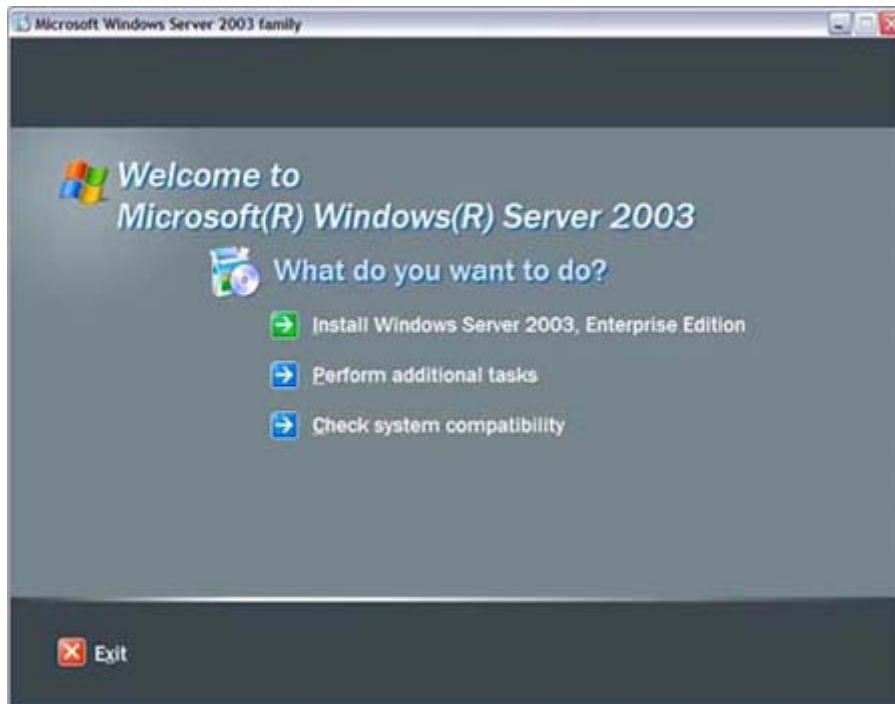 Microsoft Windows Server 2003 family
Welcome to
Microsoft(R) Windows(R) Server 2003
What do you want to do?
Install Windows Server 2003, Enterprise Edition
Perform additional tasks
Check system compatibility
Exit